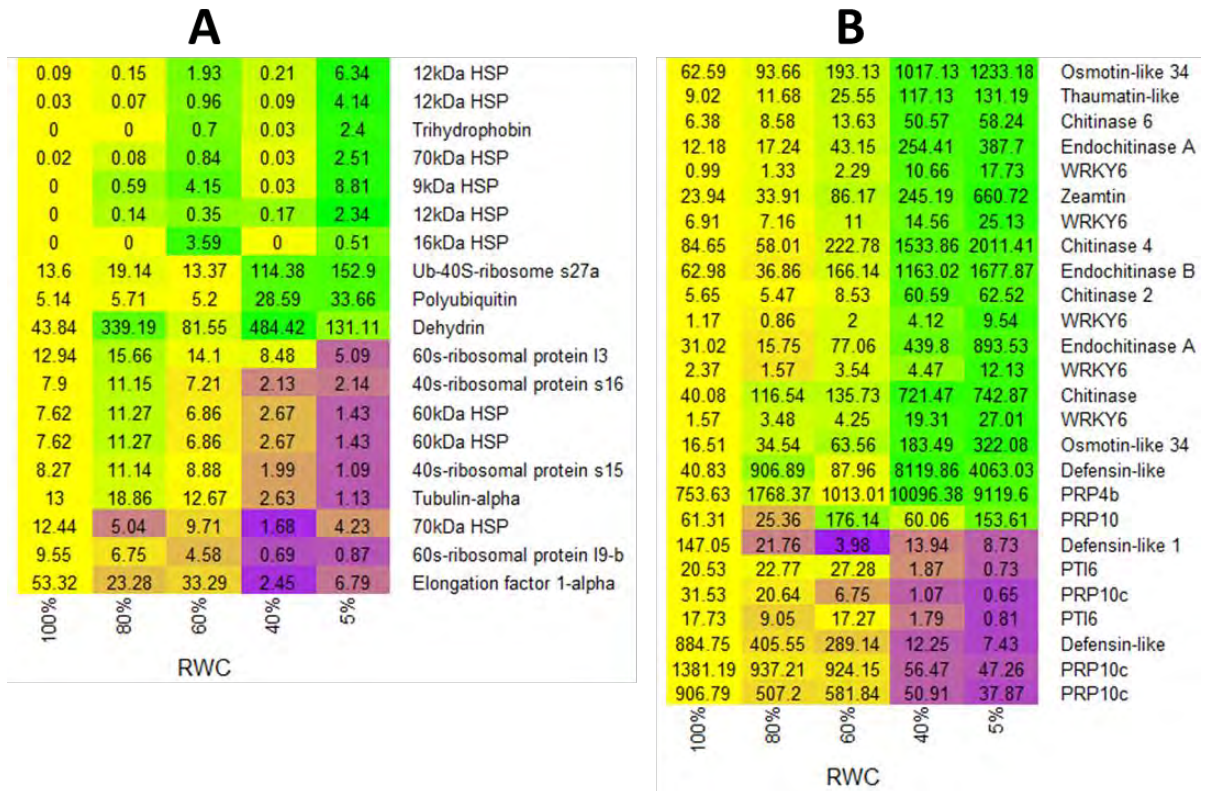 A
0.09 0.15 1.93 0.21 6.34 12kDa HSP
0.03 0.07 0.96 0.09 4.14 12kDa HSP
0 0 0.7 0.03 2.4 Trihydrophobin
0.02 0.08 0.84 0.03 2.51 70kDa HSP
0 0.59 4.15 0.03 8.81 9kDa HSP
0 0.14 0.35 0.17 2.34 12kDa HSP
0 0 3.59 0 0.51 16kDa HSP
13.6 19.14 13.37 114.38 152.9 Ub-40S-ribosome s27a
5.14 5.71 5.2 28.59 33.66 Polyubiquitin
43.84 339.19 81.55 484.42 131.11 Dehydrin
12.94 15.66 14.1 8.48 5.09 60s-ribosomal protein l3
7.9 11.15 7.21 2.13 2.14 40s-ribosomal protein s16
7.62 11.27 6.86 2.67 1.43 60kDa HSP
7.62 11.27 6.86 2.67 1.43 60kDa HSP
8.27 11.14 8.88 1.99 1.09 40s-ribosomal protein s15
13 18.86 12.67 2.63 1.13 Tubulin-alpha
12.44 5.04 9.71 1.68 4.23 70kDa HSP
9.55 6.75 4.58 0.69 0.87 60s-ribosomal protein l9-b
53.32 23.28 33.29 2.45 6.79 Elongation factor 1-alpha
100% 80% 60% 40% 5%
RWC
B
62.59 93.66 193.13 1017.13 1233.18 Osmotin-like 34
9.02 11.68 25.55 117.13 131.19 Thaumatin-like
6.38 8.58 13.63 50.57 58.24 Chitinase 6
12.18 17.24 43.15 254.41 387.7 Endochitinase A
0.99 1.33 2.29 10.66 17.73 WRKY6
23.94 33.91 86.17 245.19 660.72 Zeamtin
6.91 7.16 11 14.56 25.13 WRKY6
84.65 58.01 222.78 1533.86 2011.41 Chitinase 4
62.98 36.86 166.14 1163.02 1677.87 Endochitinase B
5.65 5.47 8.53 60.59 62.52 Chitinase 2
1.17 0.86 2 4.12 9.54 WRKY6
31.02 15.75 77.06 439.8 893.53 Endochitinase A
2.37 1.57 3.54 4.47 12.13 WRKY6
40.08 116.54 135.73 721.47 742.87 Chitinase
1.57 3.48 4.25 19.31 27.01 WRKY6
16.51 34.54 63.56 183.49 322.08 Osmotin-like 34
40.83 906.89 87.96 8119.86 4063.03 Defensin-like
753.63 1768.37 1013.01 10096.38 9119.6 PRP4b
61.31 25.36 176.14 60.06 153.61 PRP10
147.05 21.76 3.98 13.94 8.73 Defensin-like 1
20.53 22.77 27.28 1.87 0.73 PTI6
31.53 20.64 6.75 1.07 0.65 PRP10c
17.73 9.05 17.27 1.79 0.81 PTI6
884.75 405.55 289.14 12.25 7.43 Defensin-like
1381.19 937.21 924.15 56.47 47.26 PRP10c
906.79 507.2 581.84 50.91 37.87 PRP10c
100% 80% 60% 40% 5%
RWC